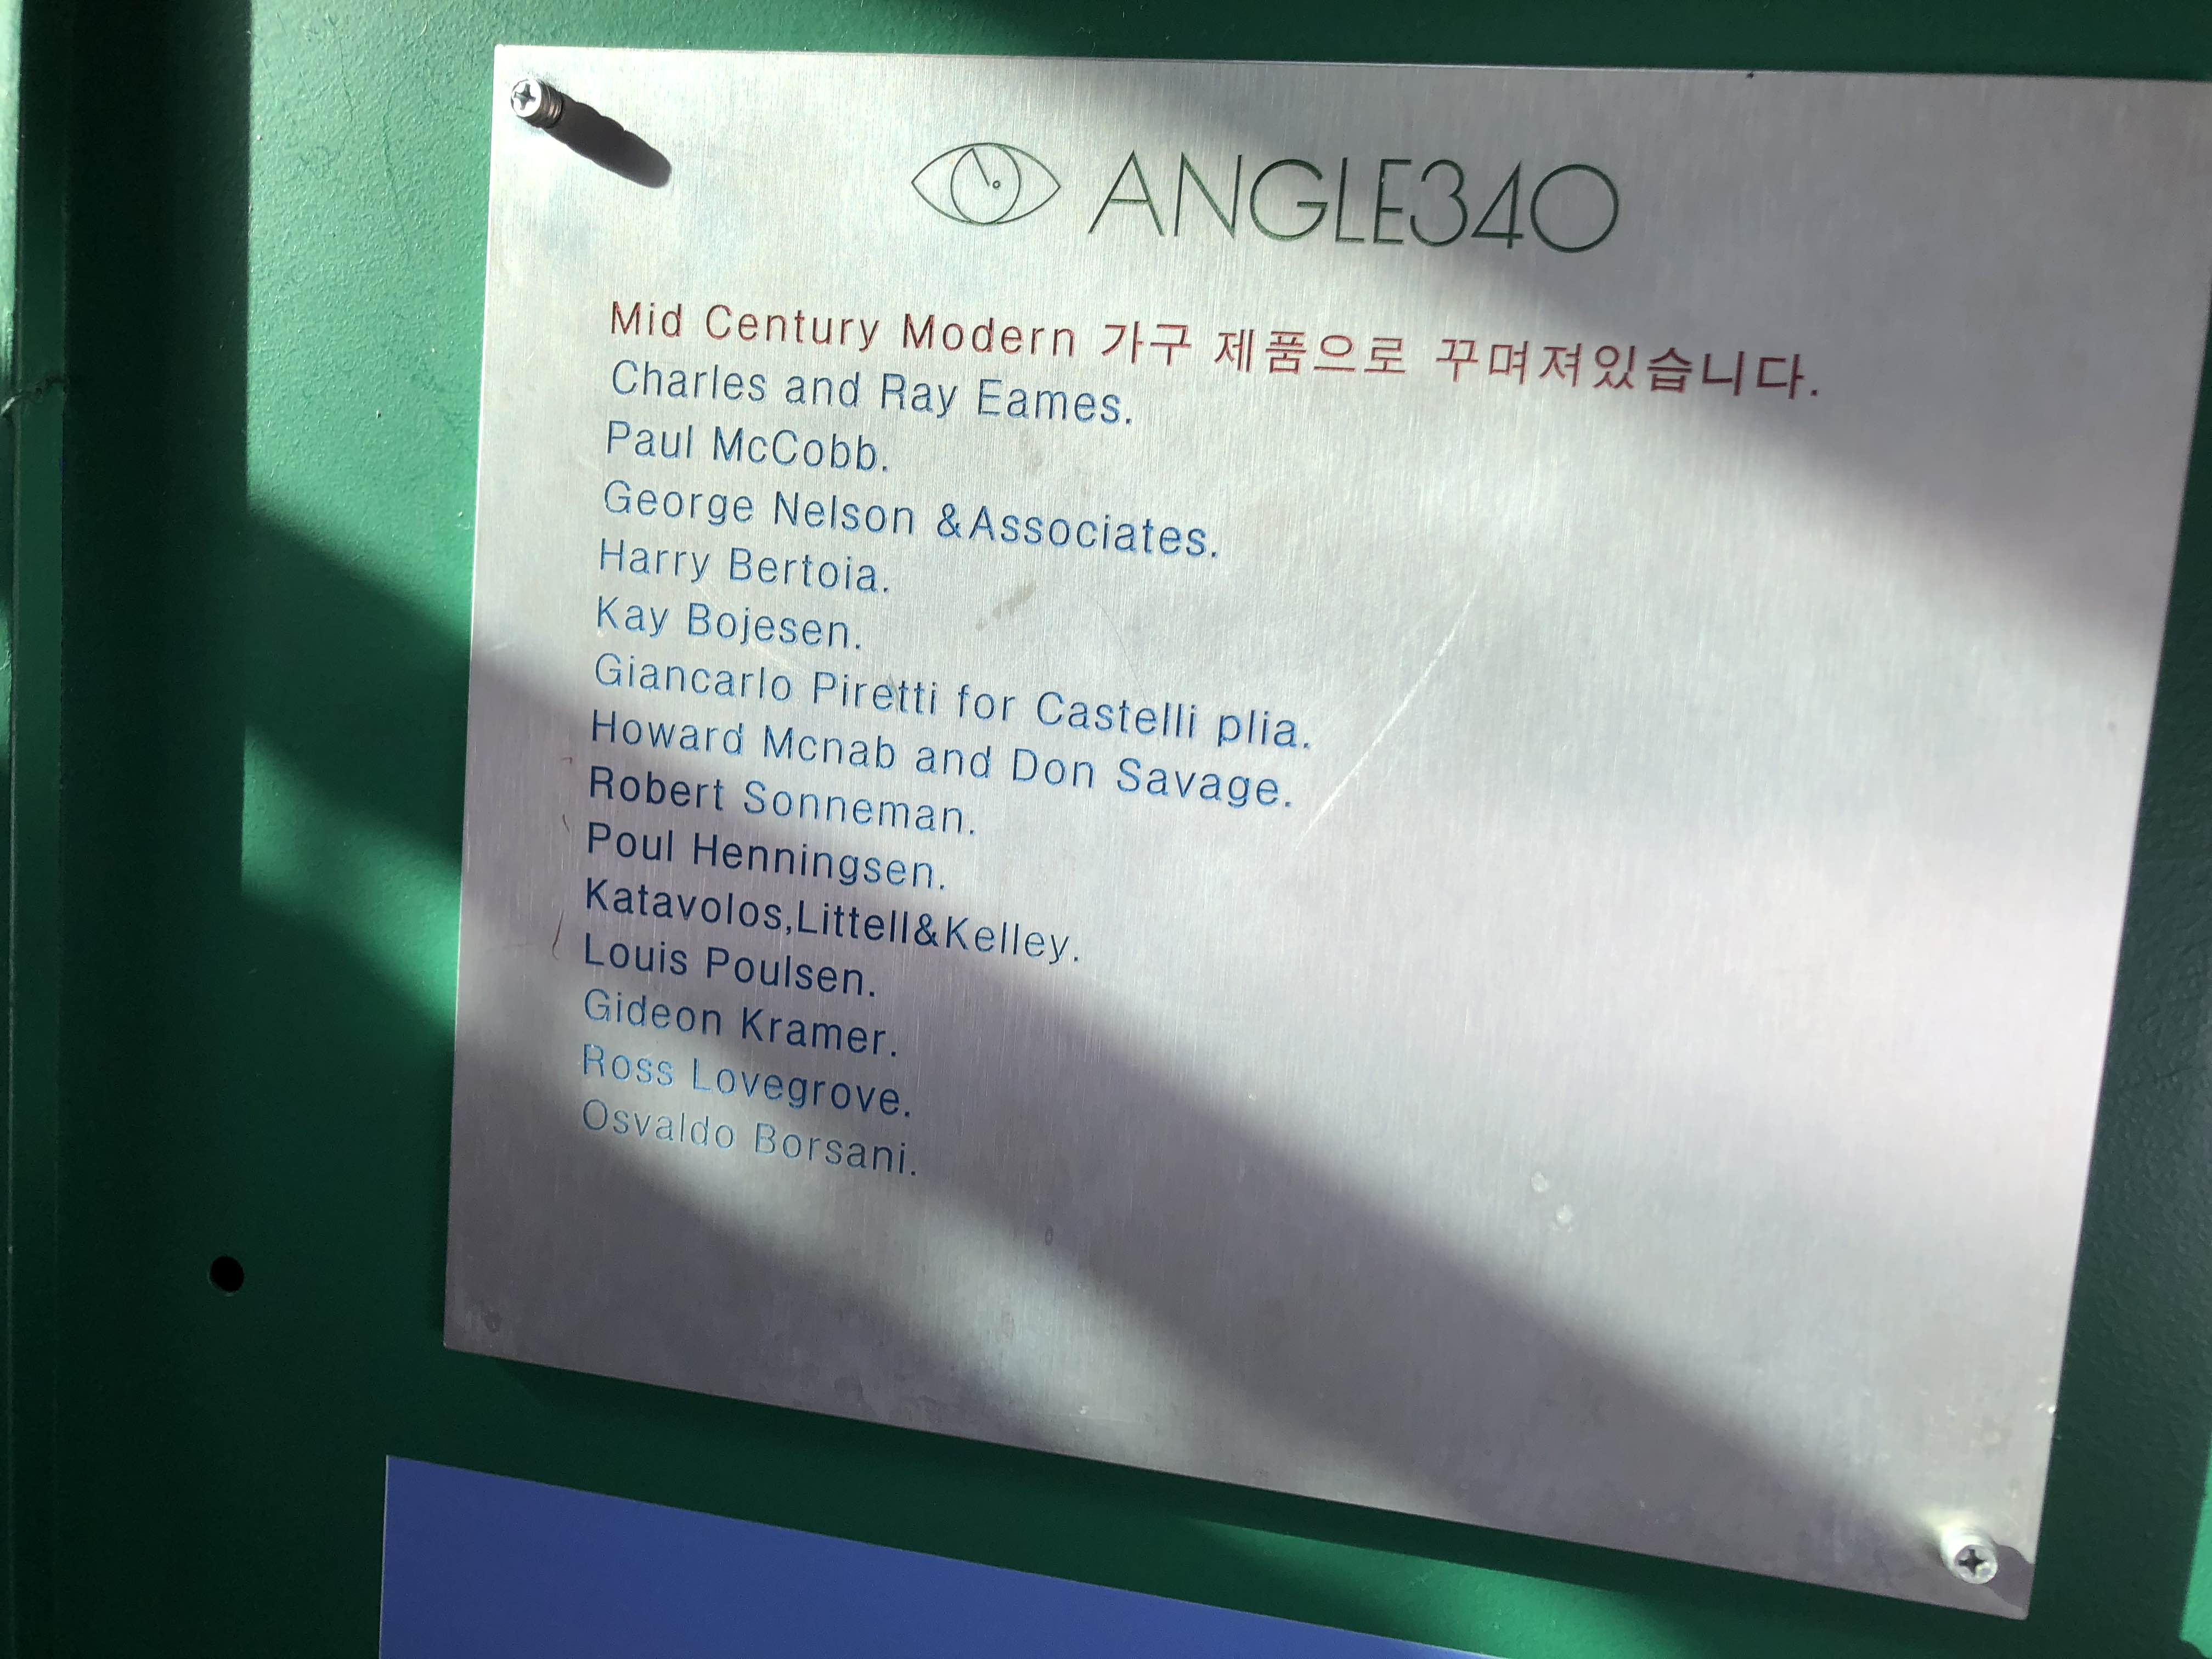 ANGLE340
Mid Century Modern 가구 제품으로 꾸며져있습니다.
Charles and Ray Eames.
Paul McCobb.
George Nelson &Associates.
Harry Bertoia.
Kay Bojesen.
Giancarlo Piretti for Castelli plia.
Howard Mcnab and Don Savage.
Robert Sonneman.
Poul Henningsen.
Katavolos,Littell&Kelley.
Louis Poulsen.
Gideon Kramer.
Ross Lovegrove.
Osvaldo Borsani.